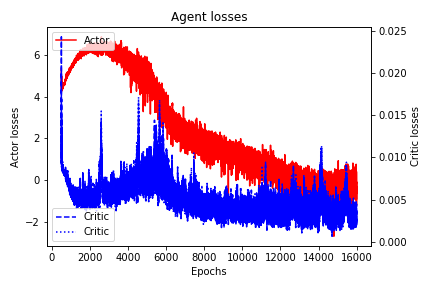 Agent losses
Actor
Critic
Critic
Actor losses
6
4
2
0
−2
Critic losses
0.025
0.020
0.015
0.010
0.005
0.000
0 2000 4000 6000 8000 10000 12000 14000 16000
Epochs